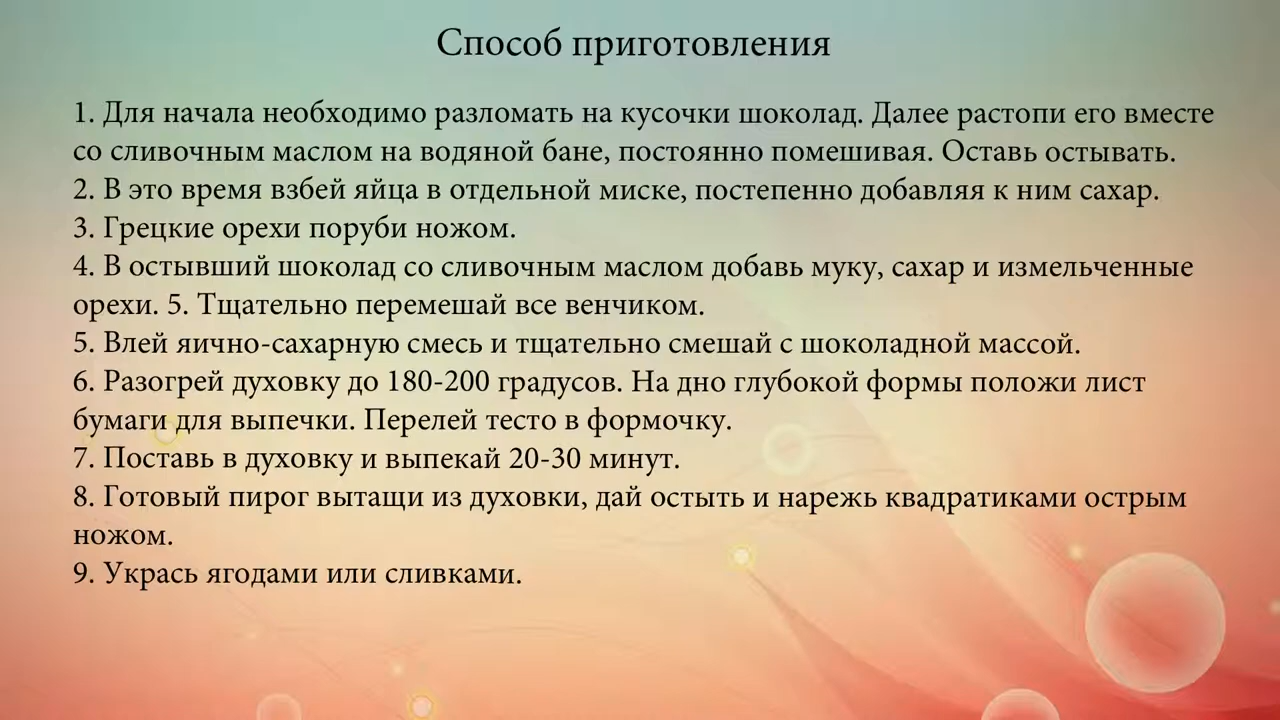 Способ приготовления
1. Для начала необходимо разломать на кусочки шоколад. Далее растопи его вместе
со сливочным маслом на водяной бане, постоянно помешивая. Оставь остывать.
2. В это время взбей яйца в отдельной миске, постепенно добавляя к ним сахар.
3. Грецкие орехи поруби ножом.
4. В остывший шоколад со сливочным маслом добавь муку, сахар и измельченные
орехи. 5. Тщательно перемешай все венчиком.
5. Влей яично-сахарную смесь и тщательно смешай с шоколадной массой.
6. Разогрей духовку до 180-200 градусов. На дно глубокой формы положи лист
бумаги для выпечки. Перелей тесто в формочку.
7. Поставь в духовку и выпекай 20-30 минут.
8. Готовый пирог вытащи из духовки, дай остыть и нарежь квадратиками острым
ножом.
9. Укрась ягодами или сливками.